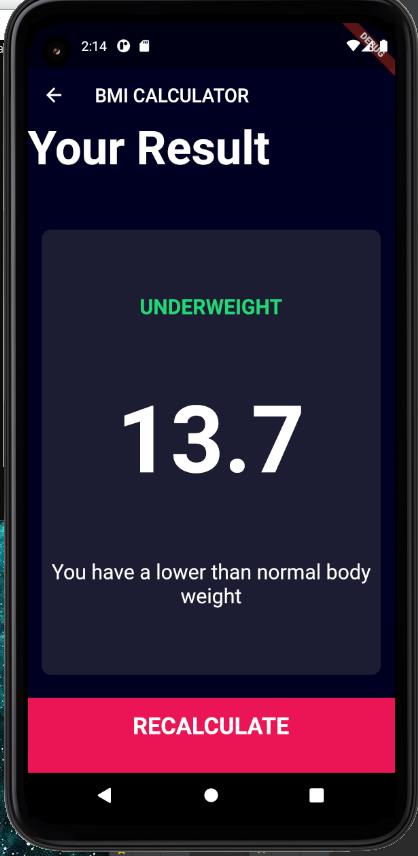 2:14
DEBUG
BMI CALCULATOR
Your Result
UNDERWEIGHT
13.7
You have a lower than normal body
weight
RECALCULATE